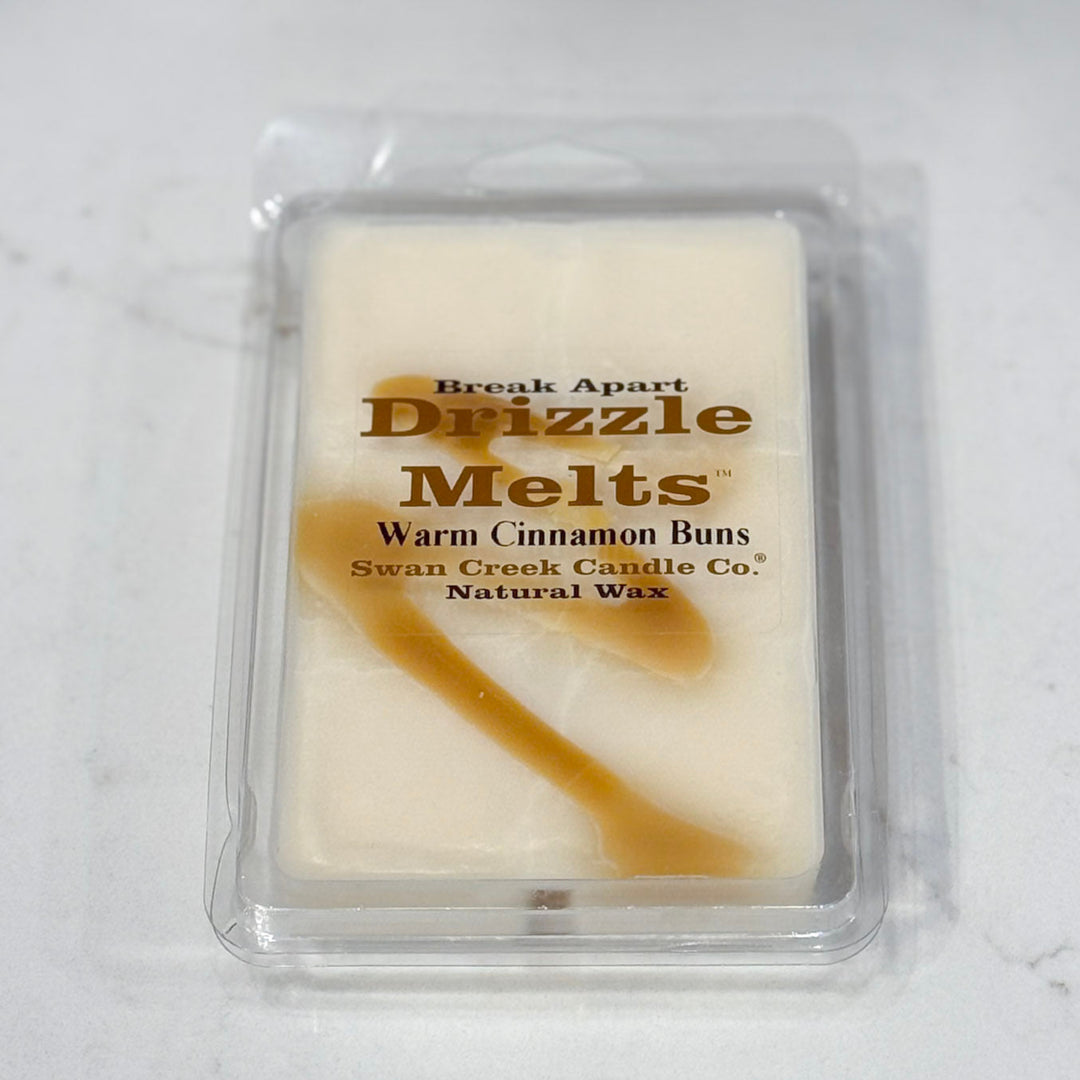 Break Apart
Drizzle
Melts™
Warm Cinnamon Buns
Swan Creek Candle Co.®
Natural Wax